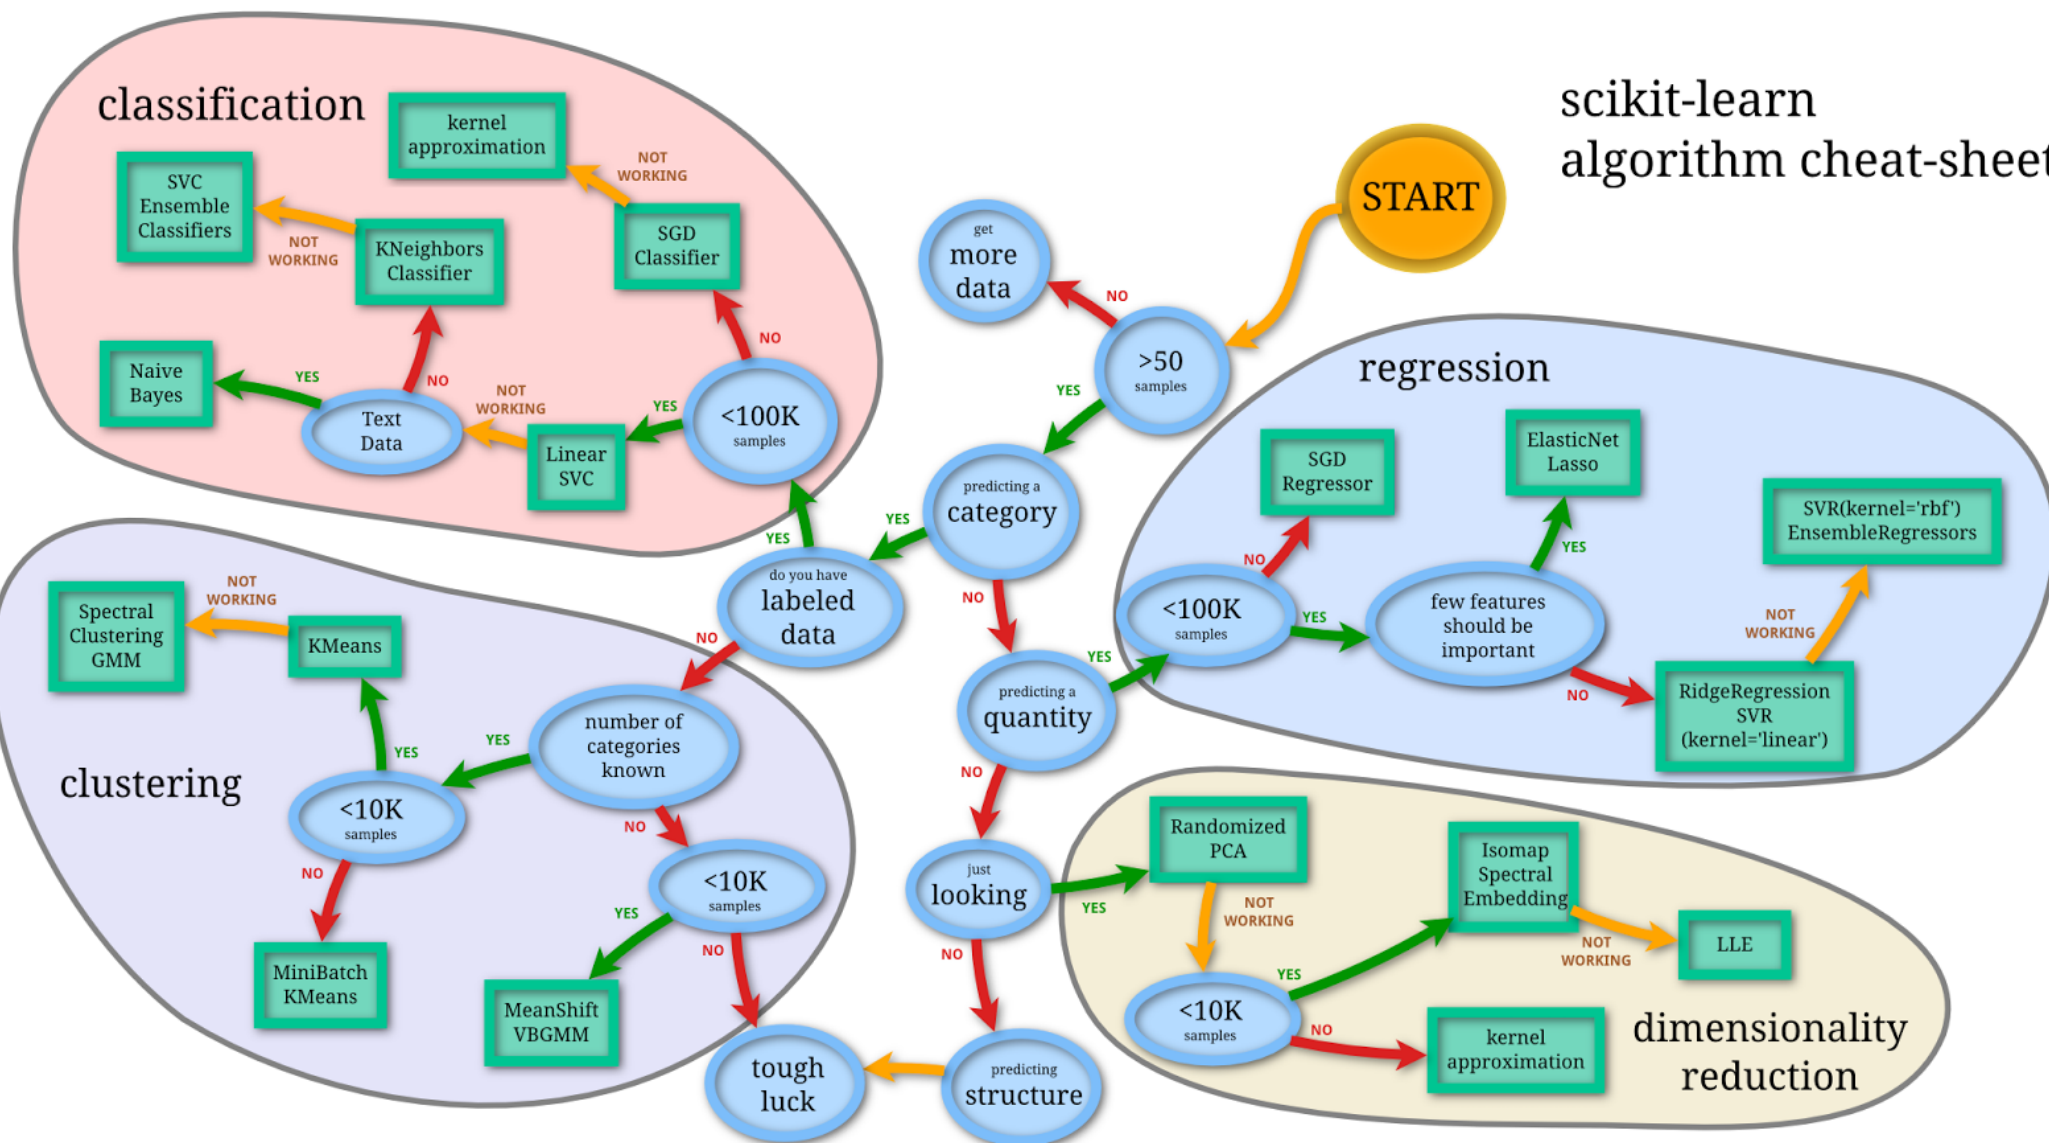 scikit-learn
algorithm cheat-sheet
START
>50
samples
NO
get
more
data
YES
predicting a
category
YES
do you have
labeled
data
YES
classification
<100K
samples
NO
SGD
Classifier
NOT
WORKING
kernel
approximation
YES
Linear
SVC
NOT
WORKING
Text
Data
YES
Naive
Bayes
NO
KNeighbors
Classifier
NOT
WORKING
SVC
Ensemble
Classifiers
NO
clustering
number of
categories
known
YES
<10K
samples
YES
KMeans
NOT
WORKING
Spectral
Clustering
GMM
NO
MiniBatch
KMeans
NO
<10K
samples
YES
MeanShift
VBGMM
NO
tough
luck
NO
predicting a
quantity
YES
regression
<100K
samples
NO
SGD
Regressor
YES
few features
should be
important
YES
ElasticNet
Lasso
NO
RidgeRegression
SVR
(kernel='linear')
NOT
WORKING
SVR(kernel='rbf')
EnsembleRegressors
NO
just
looking
YES
Randomized
PCA
NOT
WORKING
<10K
samples
YES
Isomap
Spectral
Embedding
NOT
WORKING
LLE
NO
kernel
approximation
dimensionality
reduction
NO
predicting
structure